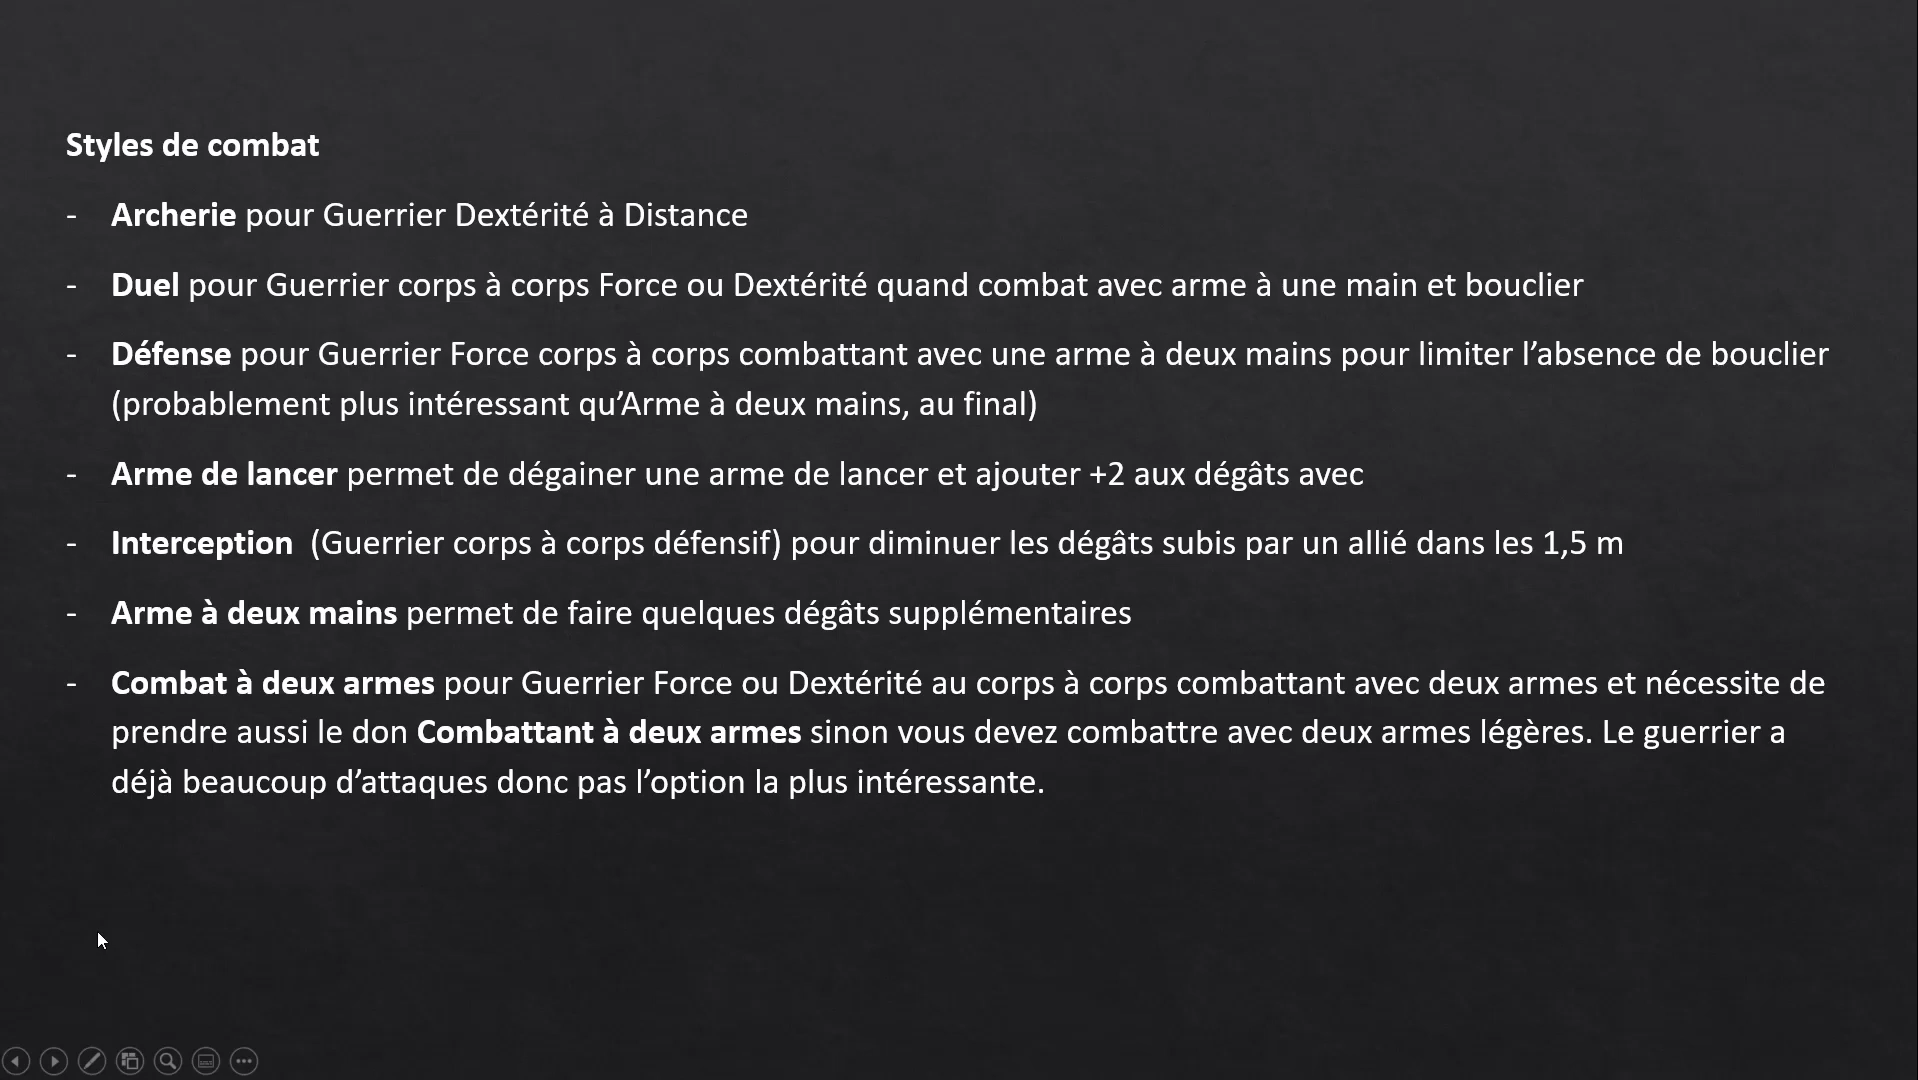 Styles de combat
- Archerie pour Guerrier Dextérité à Distance
- Duel pour Guerrier corps à corps Force ou Dextérité quand combat avec arme à une main et bouclier
- Défense pour Guerrier Force corps à corps combattant avec une arme à deux mains pour limiter l’absence de bouclier
(probablement plus intéressant qu’Arme à deux mains, au final)
- Arme de lancer permet de dégainer une arme de lancer et ajouter +2 aux dégâts avec
- Interception  (Guerrier corps à corps défensif) pour diminuer les dégâts subis par un allié dans les 1,5 m
- Arme à deux mains permet de faire quelques dégâts supplémentaires
- Combat à deux armes pour Guerrier Force ou Dextérité au corps à corps combattant avec deux armes et nécessite de
prendre aussi le don Combattant à deux armes sinon vous devez combattre avec deux armes légères. Le guerrier a
déjà beaucoup d’attaques donc pas l’option la plus intéressante.